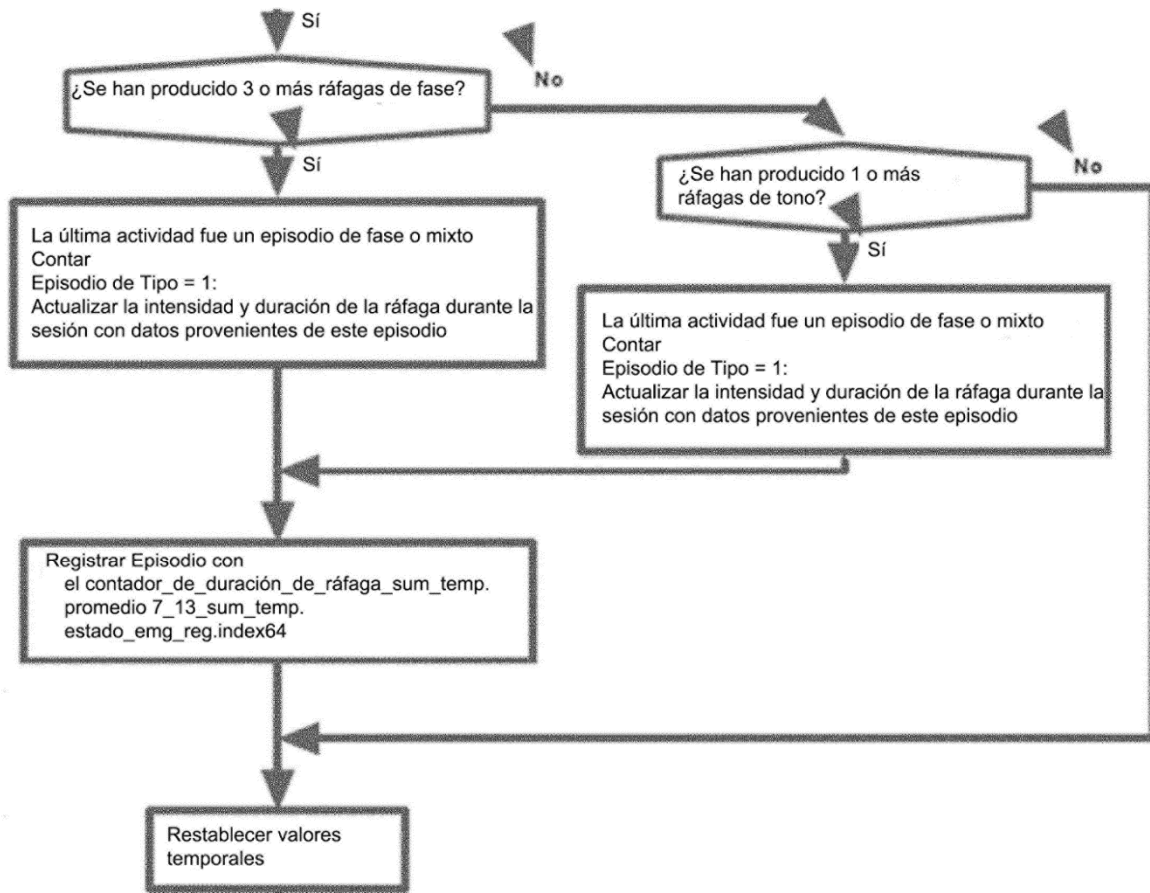 Sí
¿Se han producido 3 o más ráfagas de fase?
No
Sí
¿Se han producido 1 o más
ráfagas de tono?
No
Sí
La última actividad fue un episodio de fase o mixto
Contar
Episodio de Tipo = 1:
Actualizar la intensidad y duración de la ráfaga durante la
sesión con datos provenientes de este episodio
La última actividad fue un episodio de fase o mixto
Contar
Episodio de Tipo = 1:
Actualizar la intensidad y duración de la ráfaga durante la
sesión con datos provenientes de este episodio
Registrar Episodio con
el contador_de_duración_de_ráfaga_sum_temp.
promedio 7_13_sum_temp.
estado_emg_reg.index64
Restablecer valores
temporales